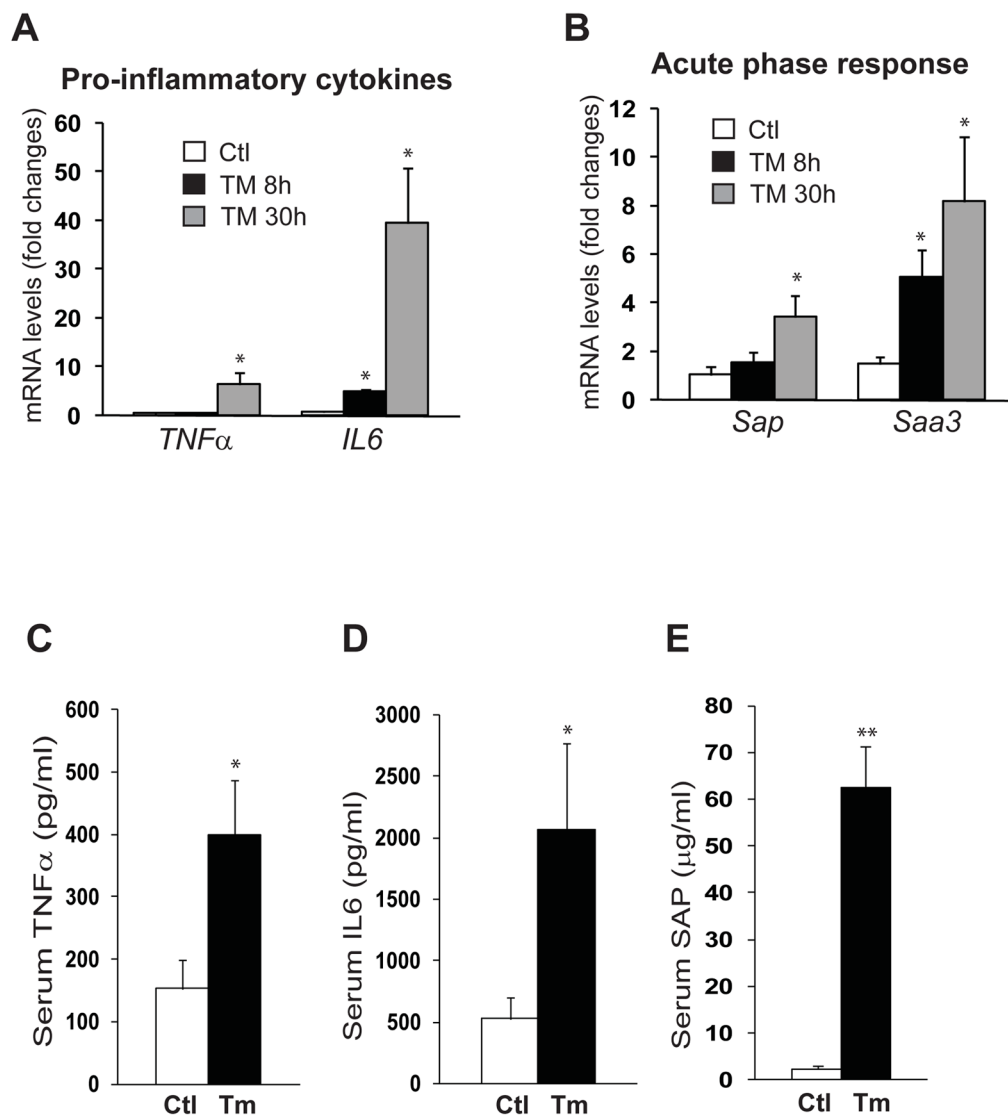 A
Pro-inflammatory cytokines
mRNA levels (fold changes)
60
50
40
30
20
10
0
Ctl
TM 8h
TM 30h
*
*
*
TNFα
IL6
B
Acute phase response
mRNA levels (fold changes)
12
10
8
6
4
2
0
Ctl
TM 8h
TM 30h
*
*
*
Sap
Saa3
C
Serum TNFα (pg/ml)
600
500
400
300
200
100
0
*
Ctl
Tm
D
Serum IL6 (pg/ml)
3000
2500
2000
1500
1000
500
0
*
Ctl
Tm
E
Serum SAP (µg/ml)
80
70
60
50
40
30
20
10
0
**
Ctl
Tm